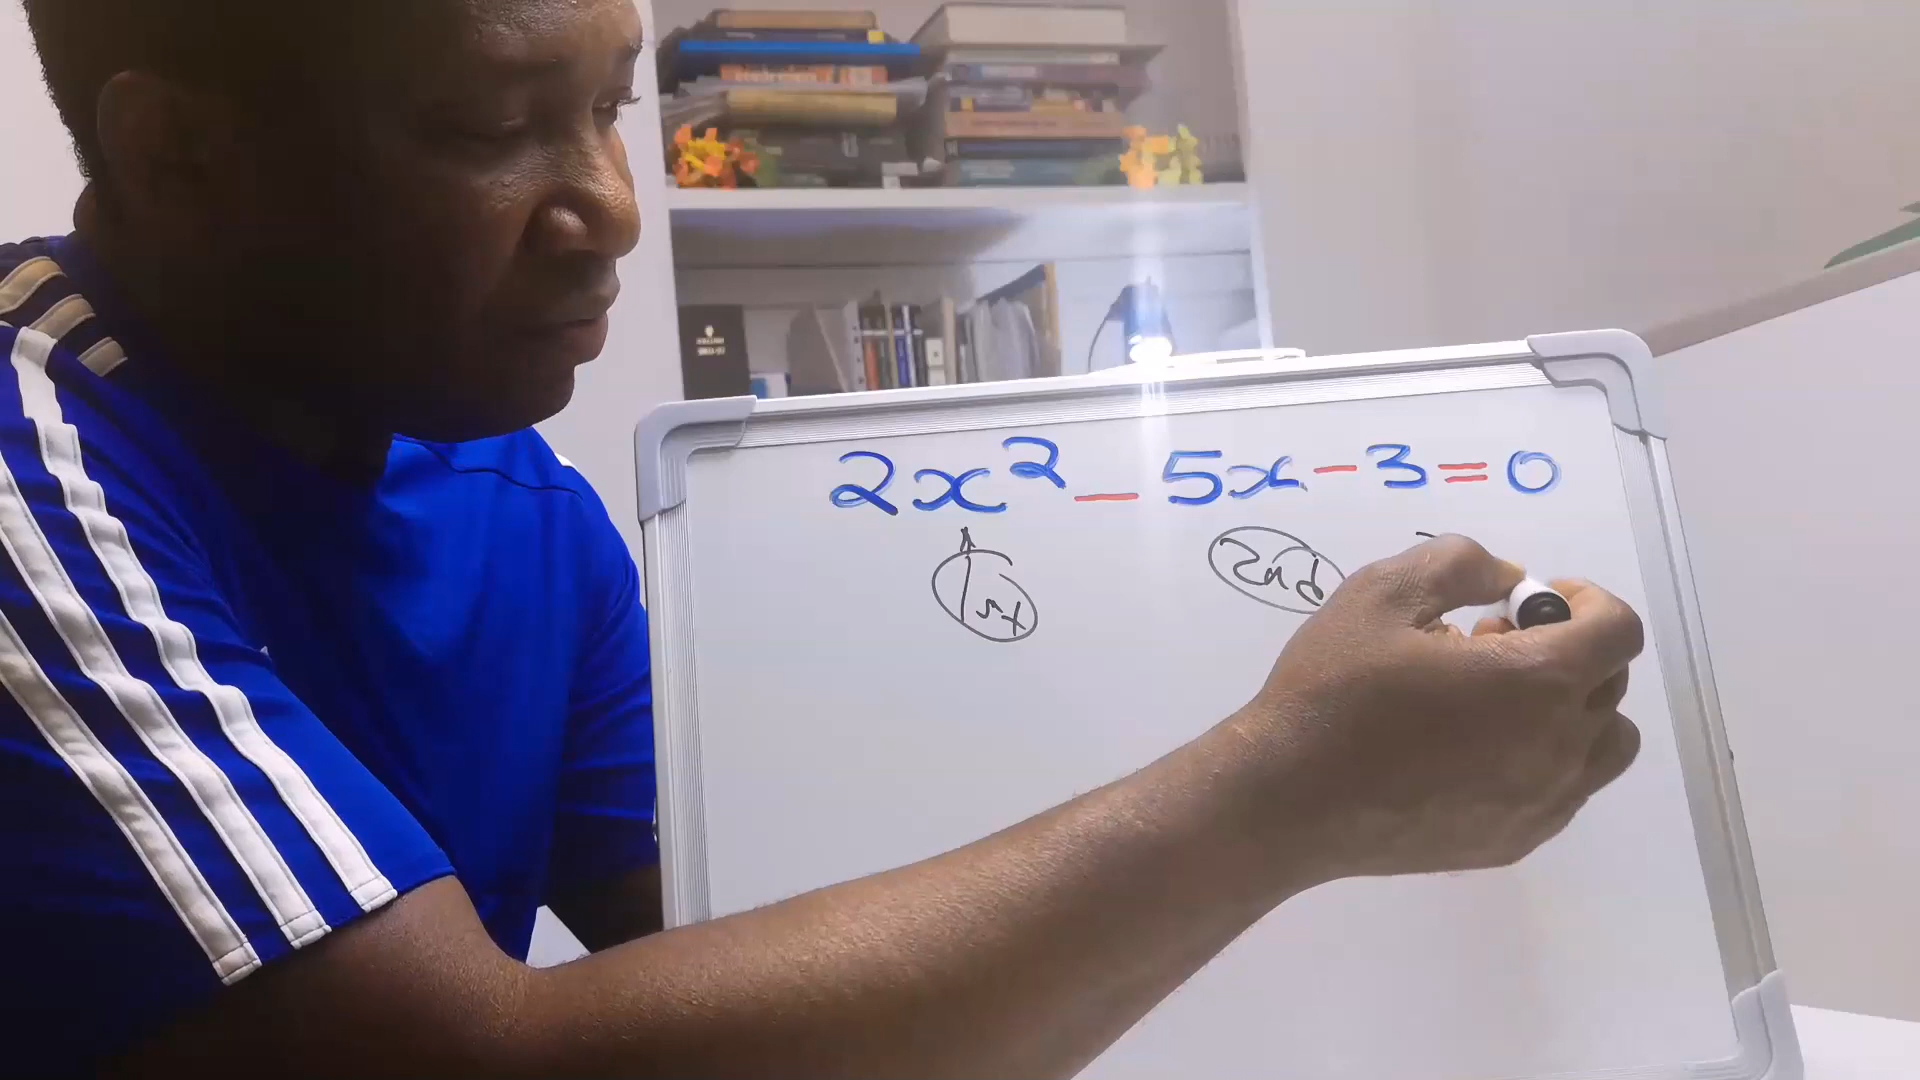 2x² - 5x - 3 = 0
1st 2nd